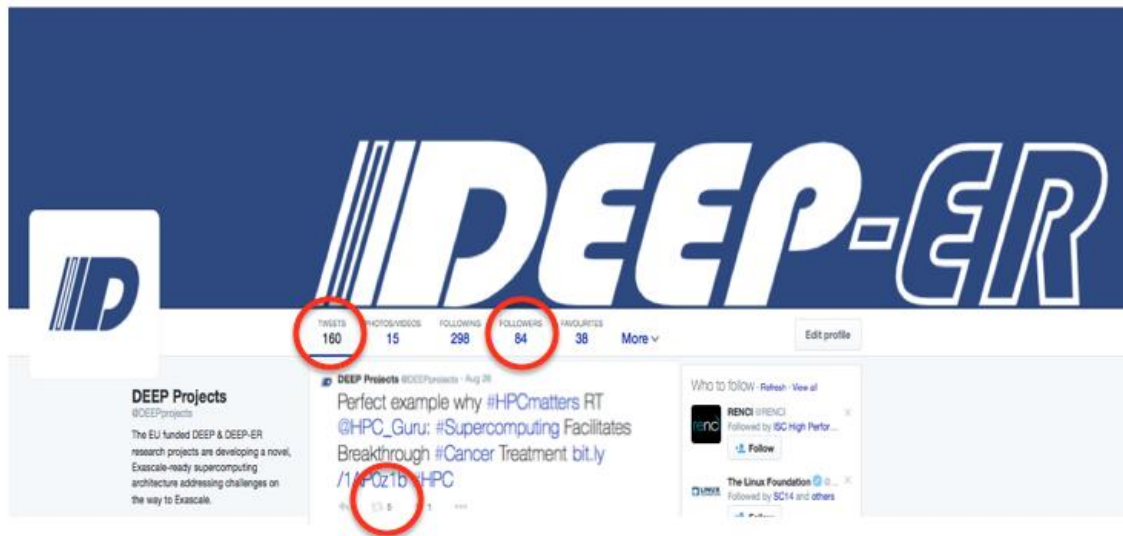 DEEP-ER
D
TWEETS PHOTOS/VIDEOS FOLLOWING FOLLOWERS FAVOURITES
160 15 298 84 38 More
Edit profile
DEEP Projects
@DEEPprojects
The EU funded DEEP & DEEP-ER
research projects are developing a novel,
Exascale-ready supercomputing
architecture addressing challenges on
the way to Exascale.
DEEP Projects @DEEPprojects · Aug 26
Perfect example why #HPCmatters RT
@HPC_Guru: #Supercomputing Facilitates
Breakthrough #Cancer Treatment bit.ly
/1AP0z1b #HPC
5 1
Who to follow · Refresh · View all
renci
RENCI @RENCI
Followed by ISC High Perfor...
Follow
LINUX
The Linux Foundation
Followed by SC14 and others
Follow